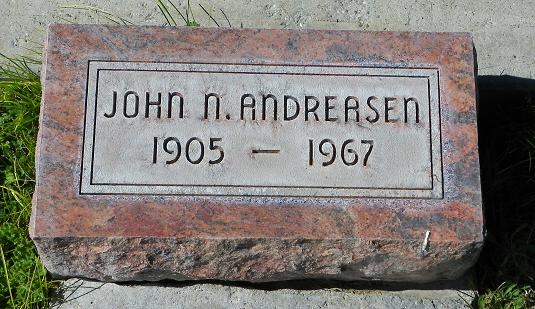 JOHN N. ANDREASEN
1905 — 1967